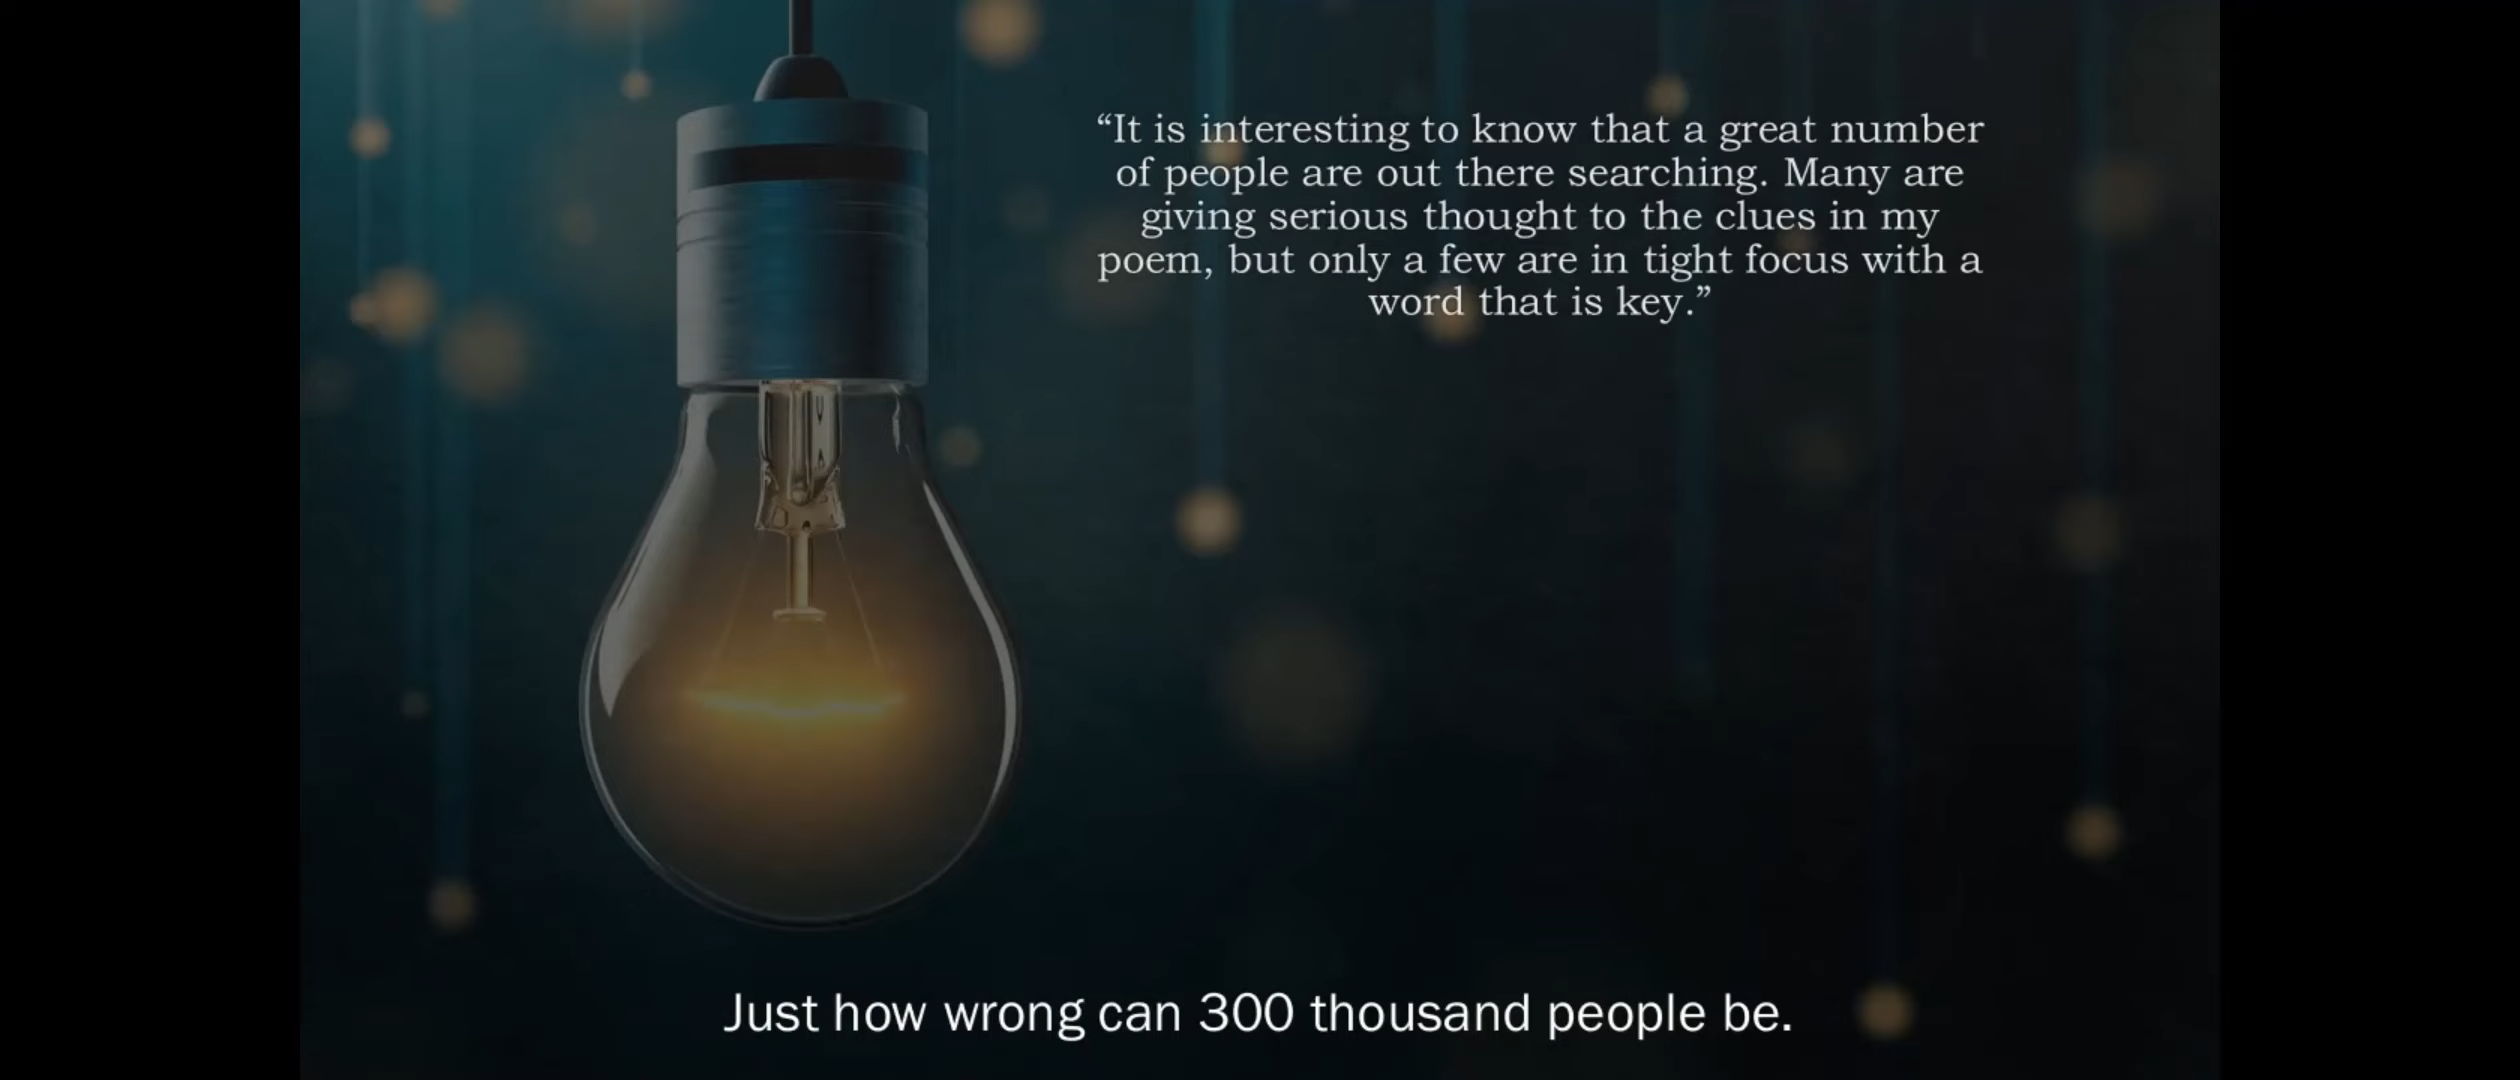 “It is interesting to know that a great number
of people are out there searching. Many are
giving serious thought to the clues in my
poem, but only a few are in tight focus with a
word that is key.”
Just how wrong can 300 thousand people be.